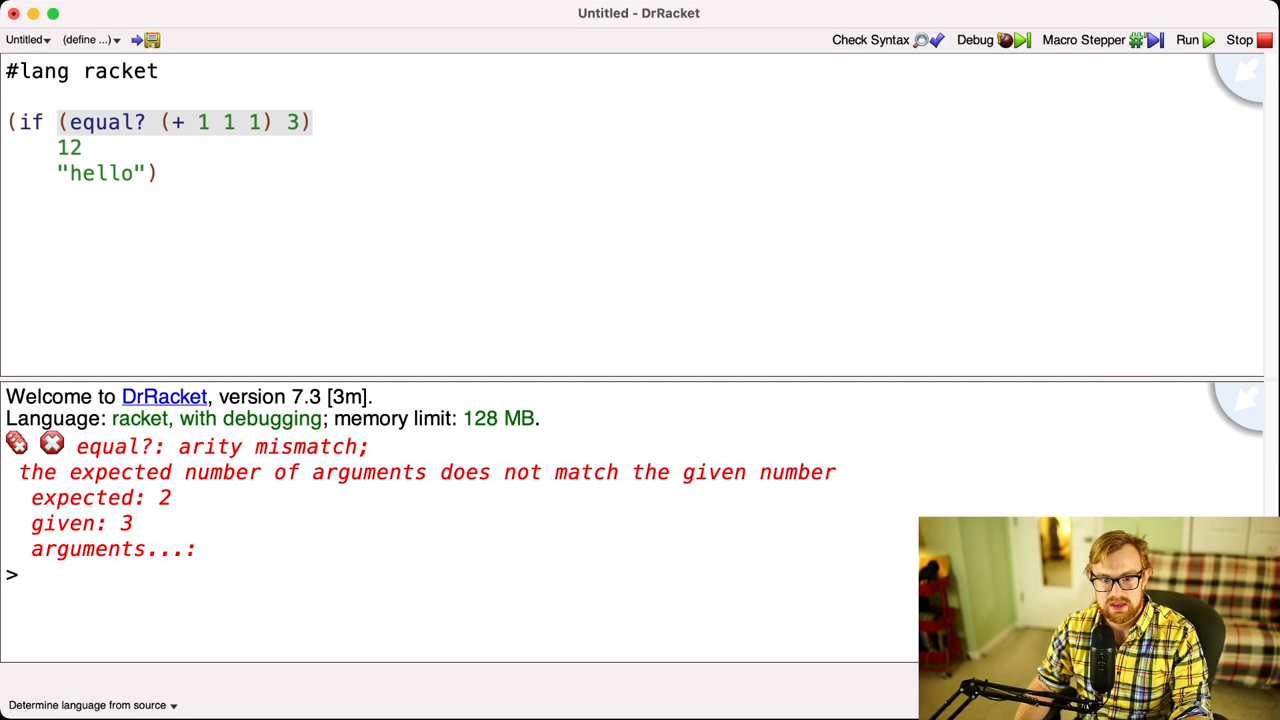 Untitled - DrRacket
Untitled (define ...) Check Syntax Debug Macro Stepper Run Stop
#lang racket
(if (equal? (+ 1 1 1) 3)
12
"hello")
Welcome to DrRacket, version 7.3 [3m].
Language: racket, with debugging; memory limit: 128 MB.
equal?: arity mismatch;
the expected number of arguments does not match the given number
expected: 2
given: 3
arguments...:
>
Determine language from source